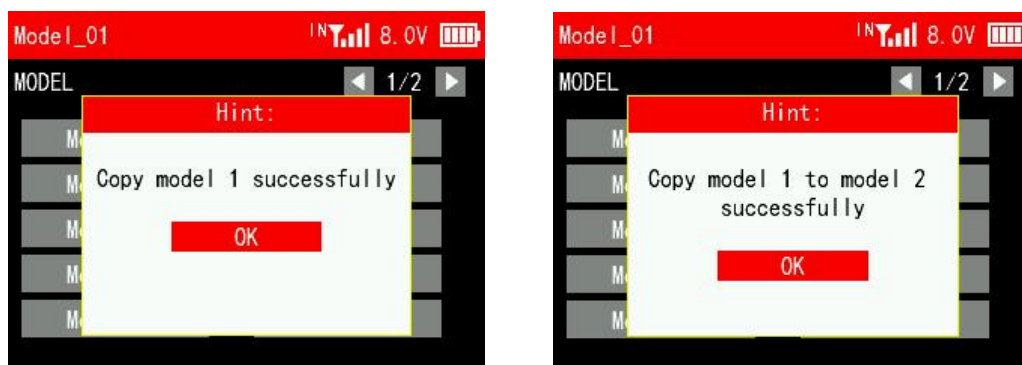 Model_01 IN 8.0V
MODEL 1/2
Hint:
Copy model 1 successfully
OK
Model_01 IN 8.0V
MODEL 1/2
Hint:
Copy model 1 to model 2
successfully
OK